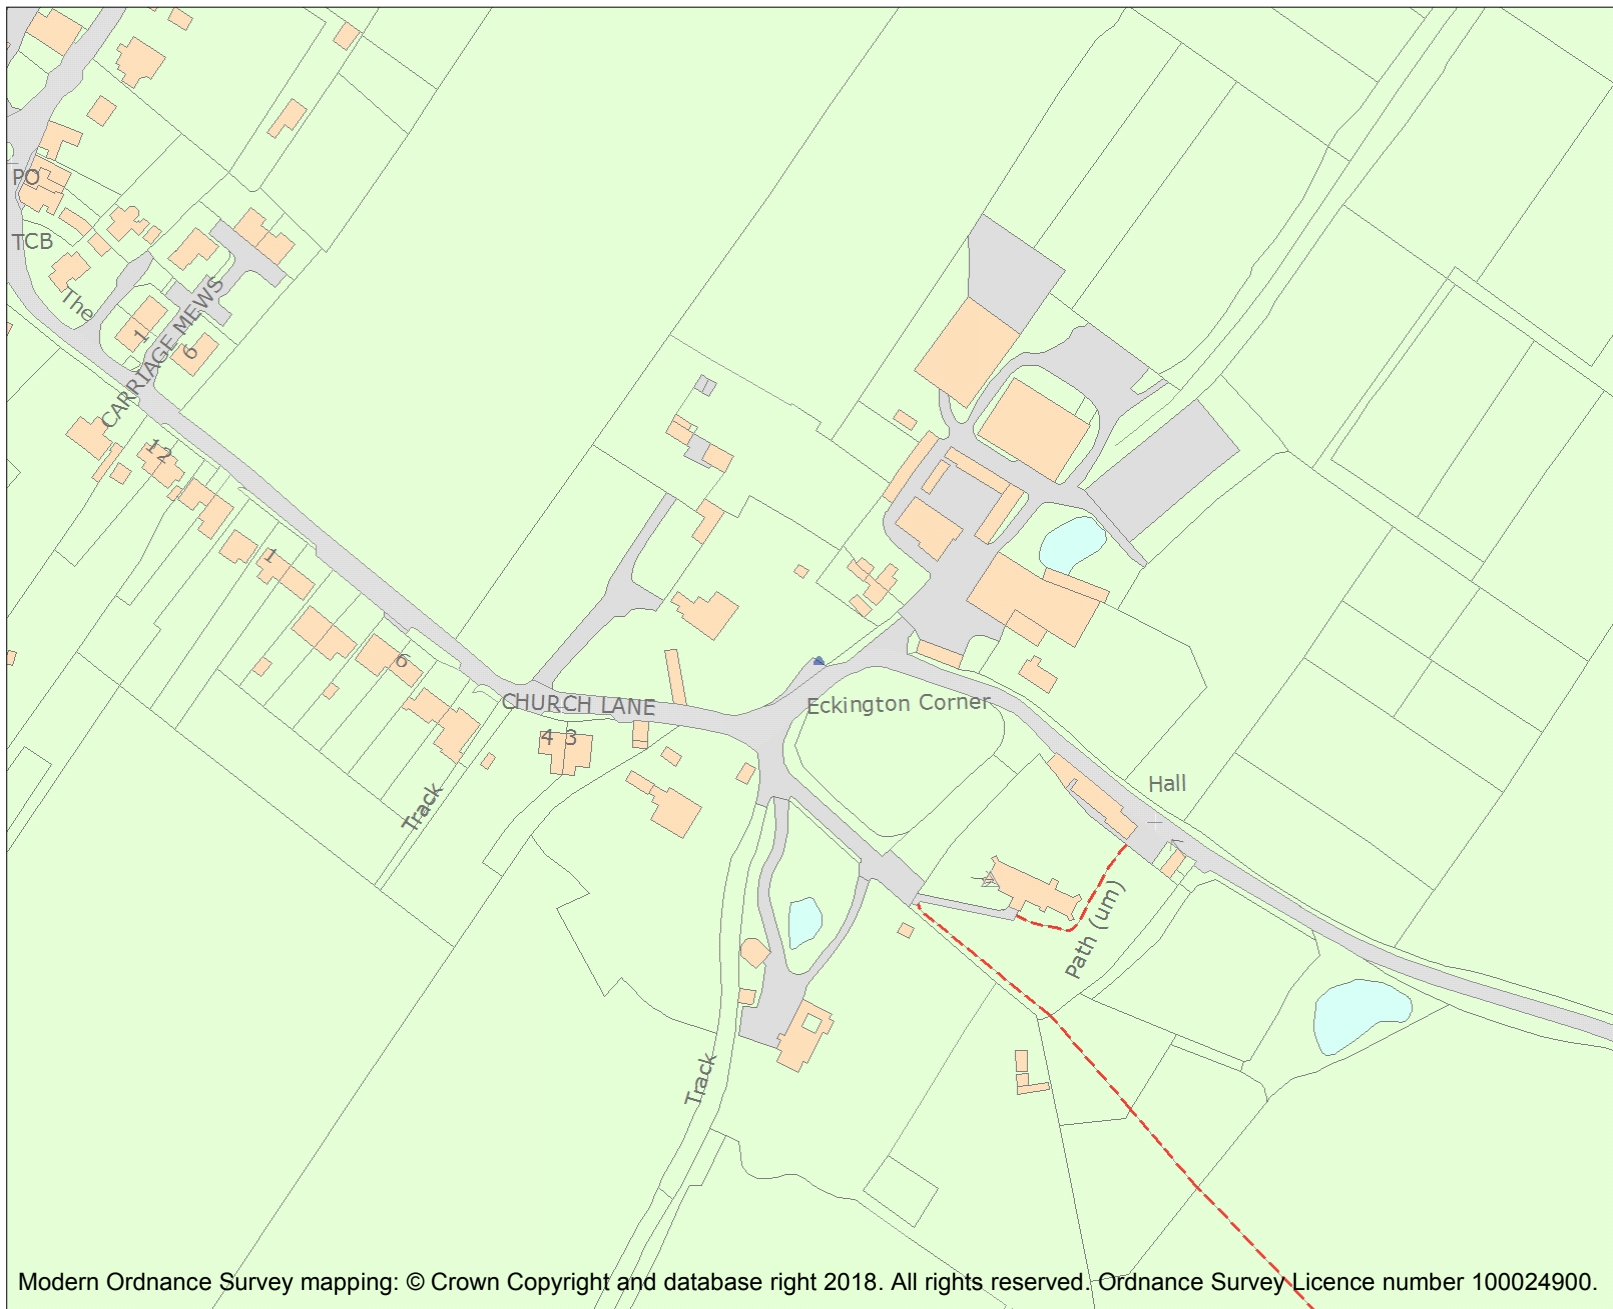 PO
TCB
The
CARRIAGE MEWS
1
6
12
1
6
CHURCH LANE
4 3
Eckington Corner
Hall
Track
Path (um)
Track
Modern Ordnance Survey mapping: © Crown Copyright and database right 2018. All rights reserved. Ordnance Survey Licence number 100024900.